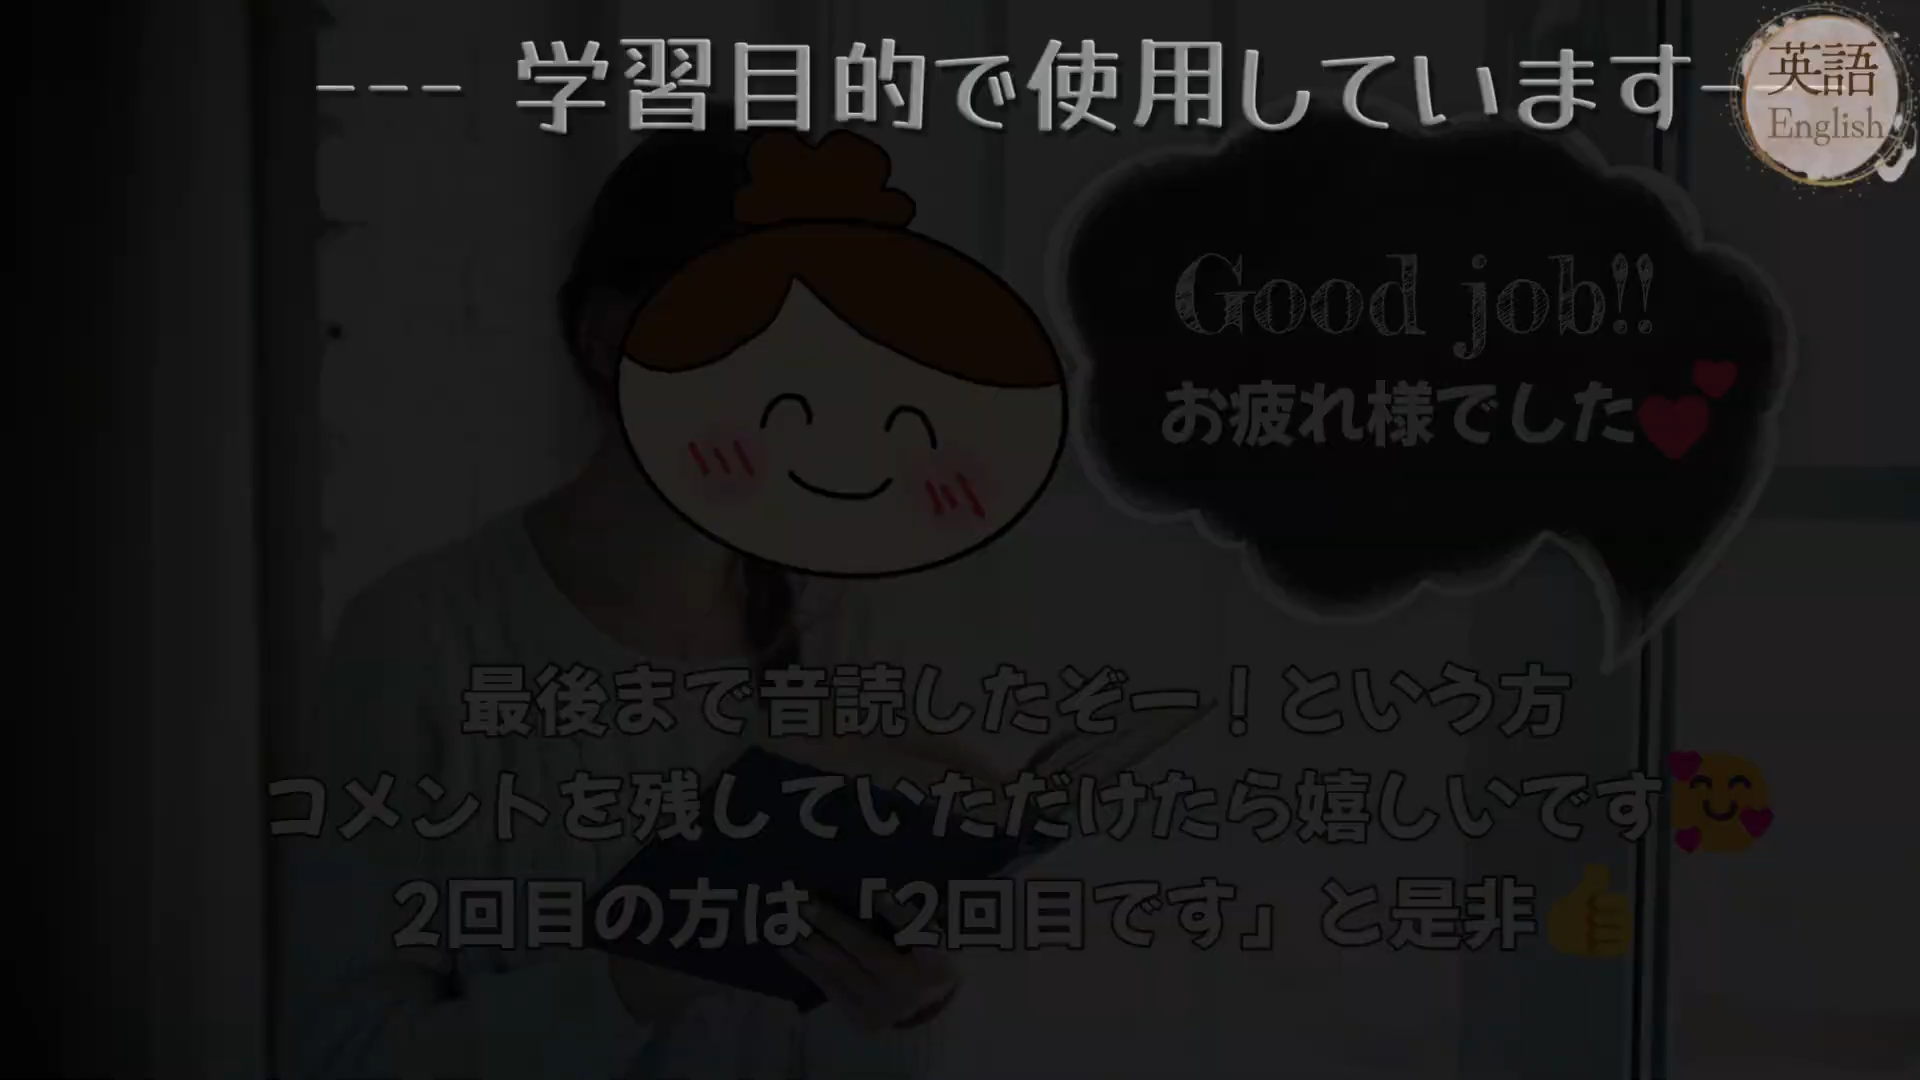 --- 学習目的で使用しています-
英語
English
Good job!!
お疲れ様でした💕
最後まで音読したぞー！という方
コメントを残していただけたら嬉しいです🥰
2回目の方は「2回目です」と是非👍